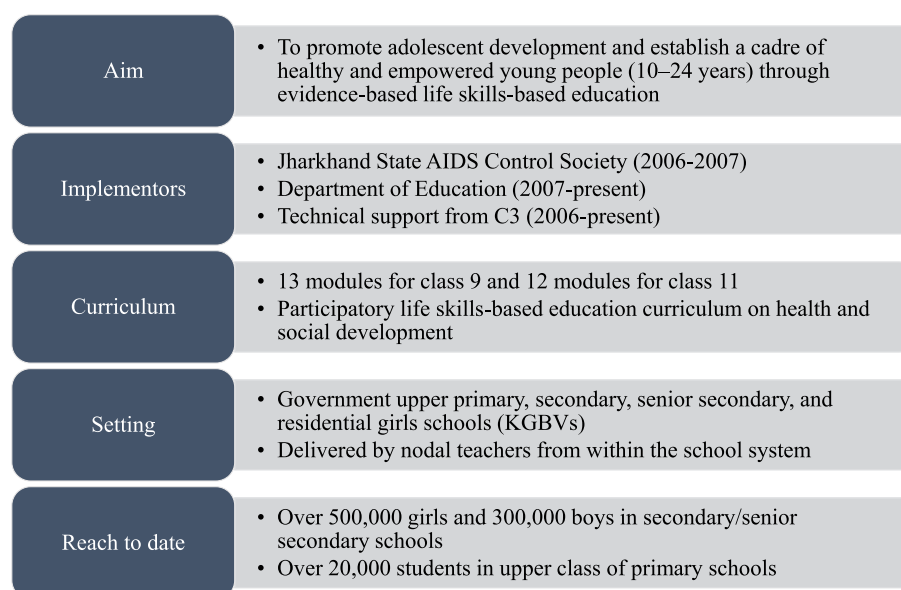 Aim
• To promote adolescent development and establish a cadre of
healthy and empowered young people (10–24 years) through
evidence-based life skills-based education
Implementors
• Jharkhand State AIDS Control Society (2006-2007)
• Department of Education (2007-present)
• Technical support from C3 (2006-present)
Curriculum
• 13 modules for class 9 and 12 modules for class 11
• Participatory life skills-based education curriculum on health and
social development
Setting
• Government upper primary, secondary, senior secondary, and
residential girls schools (KGBVs)
• Delivered by nodal teachers from within the school system
Reach to date
• Over 500,000 girls and 300,000 boys in secondary/senior
secondary schools
• Over 20,000 students in upper class of primary schools